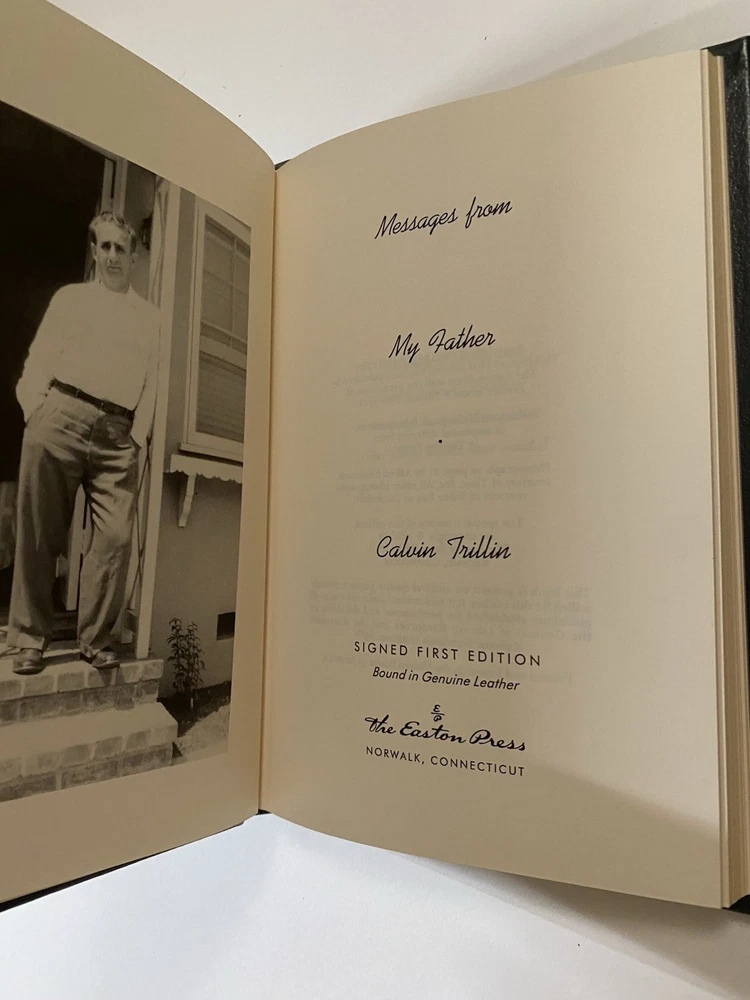 Messages from
My Father
•
Calvin Trillin
SIGNED FIRST EDITION
Bound in Genuine Leather
E
P
the Easton Press
NORWALK, CONNECTICUT